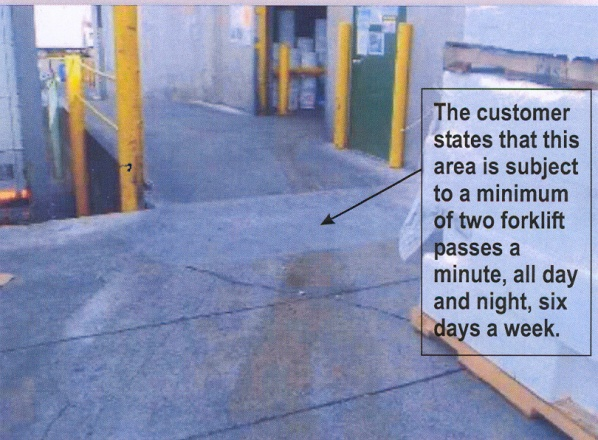 The customer
states that this
area is subject
to a minimum
of two forklift
passes a
minute, all day
and night, six
days a week.